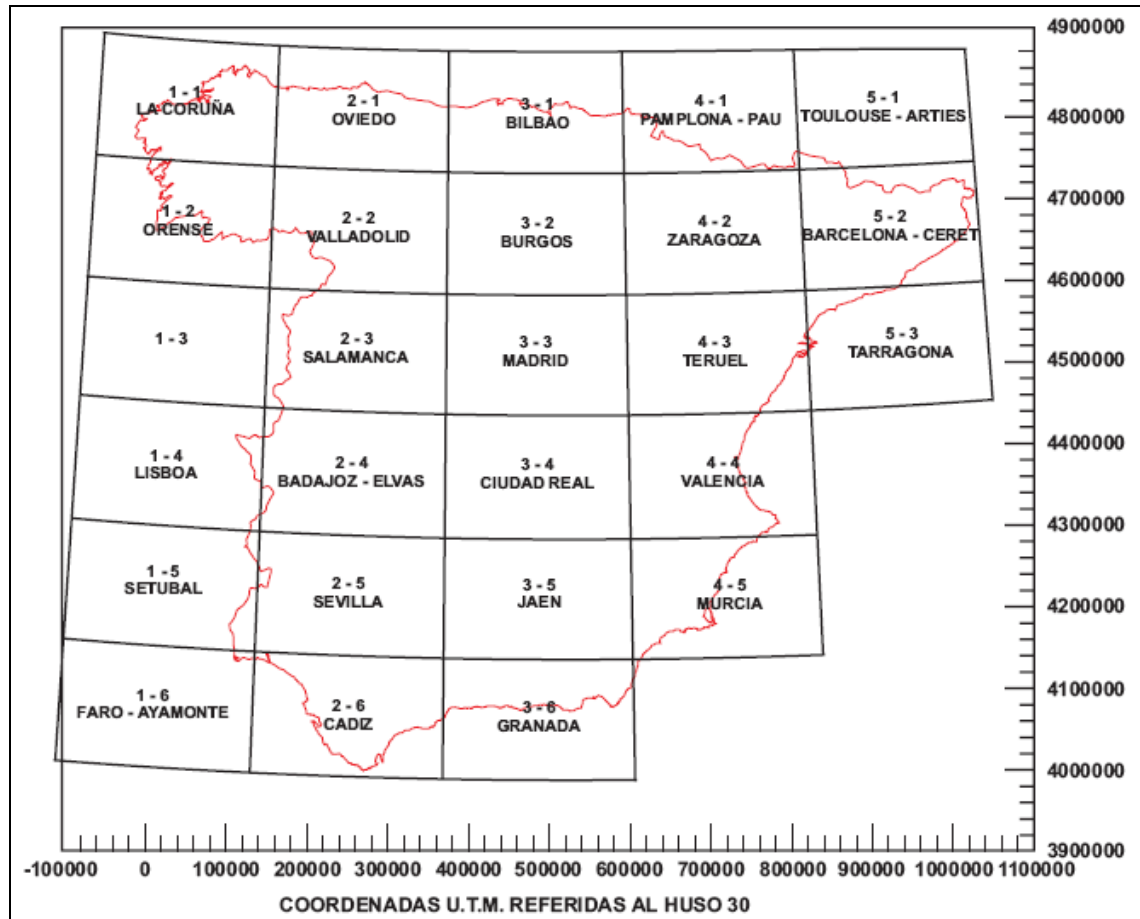 4900000
1 - 1
LA CORUÑA
2 - 1
OVIEDO
3 - 1
BILBAO
4 - 1
PAMPLONA - PAU
5 - 1
TOULOUSE - ARTIES
4800000
4700000
1 - 2
ORENSE
2 - 2
VALLADOLID
3 - 2
BURGOS
4 - 2
ZARAGOZA
5 - 2
BARCELONA - CERET
4600000
1 - 3
2 - 3
SALAMANCA
3 - 3
MADRID
4 - 3
TERUEL
5 - 3
TARRAGONA
4500000
4400000
1 - 4
LISBOA
2 - 4
BADAJOZ - ELVAS
3 - 4
CIUDAD REAL
4 - 4
VALENCIA
4300000
1 - 5
SETUBAL
2 - 5
SEVILLA
3 - 5
JAEN
4 - 5
MURCIA
4200000
4100000
1 - 6
FARO - AYAMONTE
2 - 6
CADIZ
3 - 6
GRANADA
4000000
3900000
-100000 0 100000 200000 300000 400000 500000 600000 700000 800000 900000 1000000 1100000
COORDENADAS U.T.M. REFERIDAS AL HUSO 30